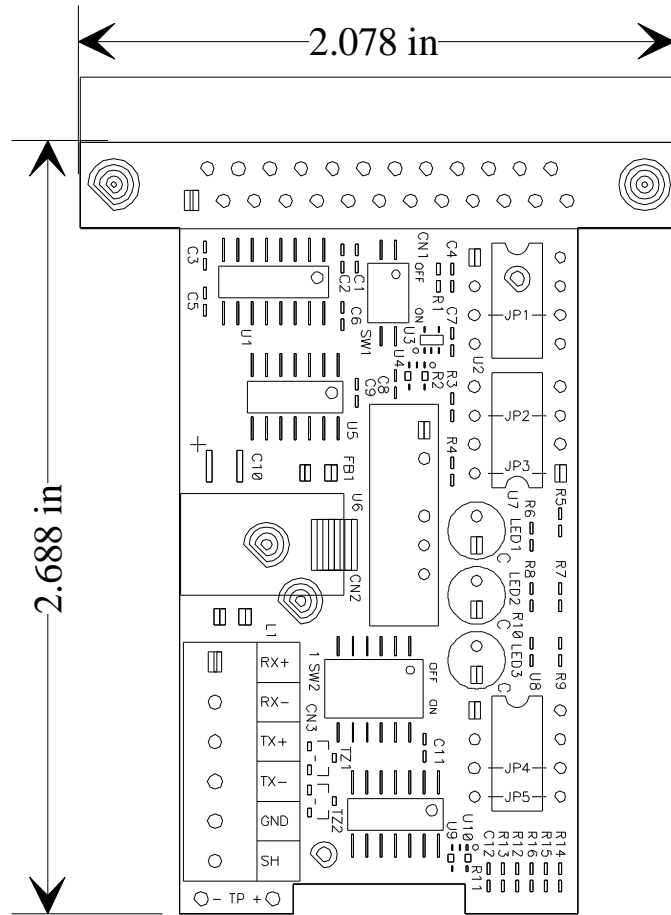 2.078 in
2.688 in
C3
C5
U1
C2
C1
C6
SW1
CN1
OFF
ON
R1
C4
C7
U3
U4
R2
U2
JP1
U5
C9
C8
R3
JP2
R4
JP3
+
C10
FB1
U6
CN2
U7
R6
R5
LED1
C
R8
R7
LED2
C
R10
LED3
C
U8
R9
L1
1
SW2
OFF
ON
RX+
RX-
TX+
TX-
GND
SH
CN3
TZ1
TZ2
C11
JP4
JP5
U9
U10
R11
C12
R13
R12
R16
R15
R14
- TP +